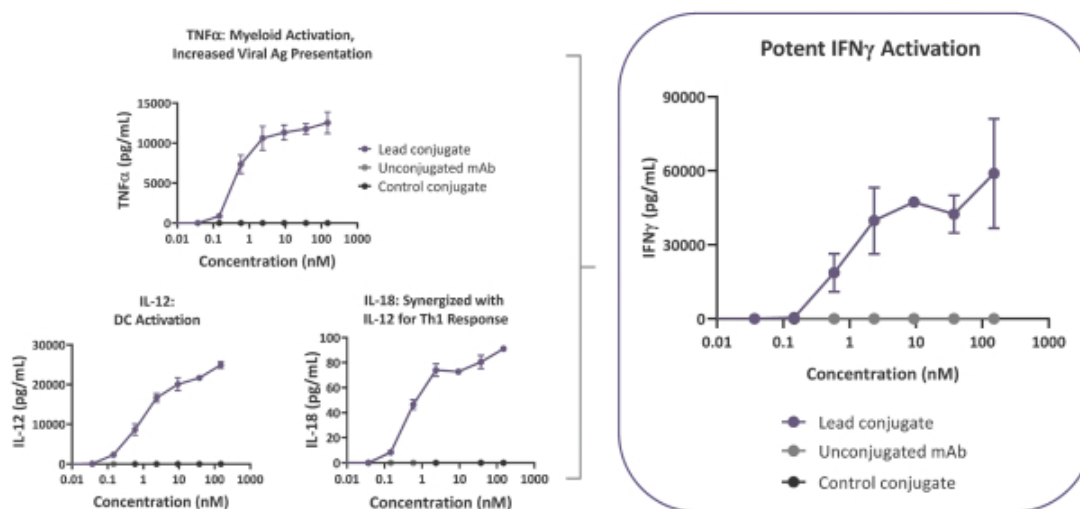 TNFα: Myeloid Activation,
Increased Viral Ag Presentation
15000
10000
5000
0
TNFα (pg/mL)
0.01 0.1 1 10 100 1000
Concentration (nM)
Lead conjugate
Unconjugated mAb
Control conjugate
IL-12:
DC Activation
30000
20000
10000
0
IL-12 (pg/mL)
0.01 0.1 1 10 100 1000
Concentration (nM)
IL-18: Synergized with
IL-12 for Th1 Response
100
80
60
40
20
0
IL-18 (pg/mL)
0.01 0.1 1 10 100 1000
Concentration (nM)
Potent IFNγ Activation
90000
60000
30000
0
IFNγ (pg/mL)
0.01 0.1 1 10 100 1000
Concentration (nM)
Lead conjugate
Unconjugated mAb
Control conjugate